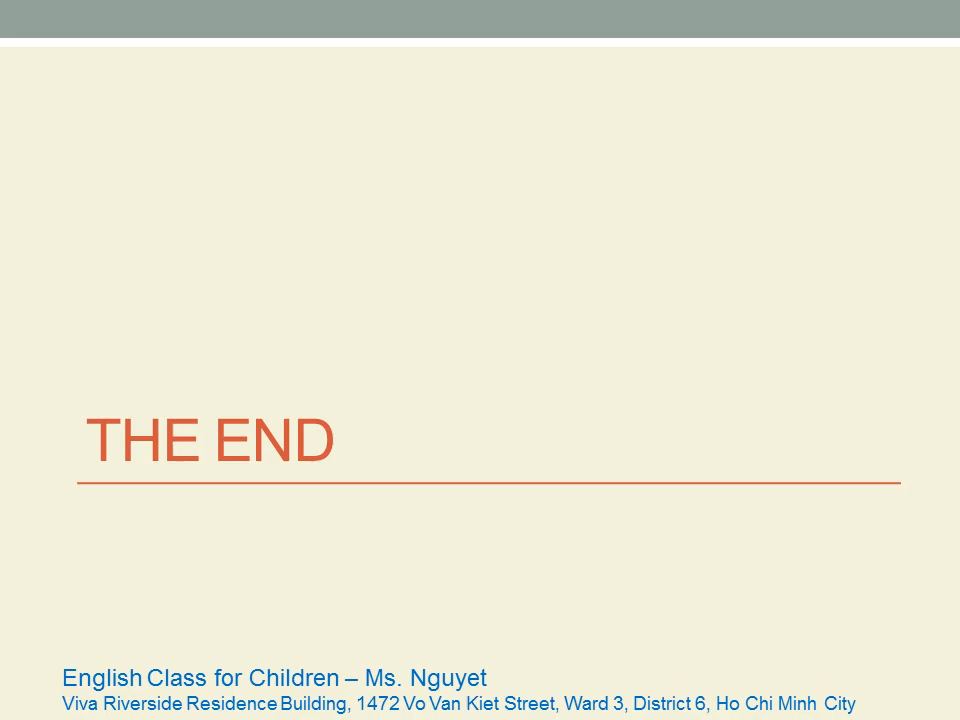 THE END
English Class for Children – Ms. Nguyet
Viva Riverside Residence Building, 1472 Vo Van Kiet Street, Ward 3, District 6, Ho Chi Minh City